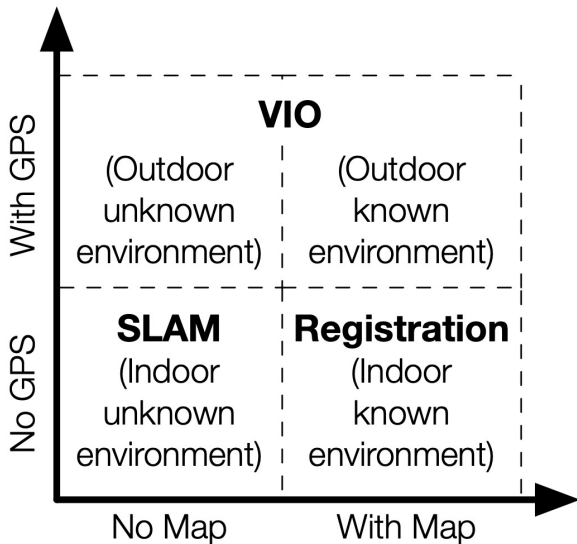 With GPS
VIO
(Outdoor
unknown
environment)
(Outdoor
known
environment)
No GPS
SLAM
(Indoor
unknown
environment)
Registration
(Indoor
known
environment)
No Map
With Map